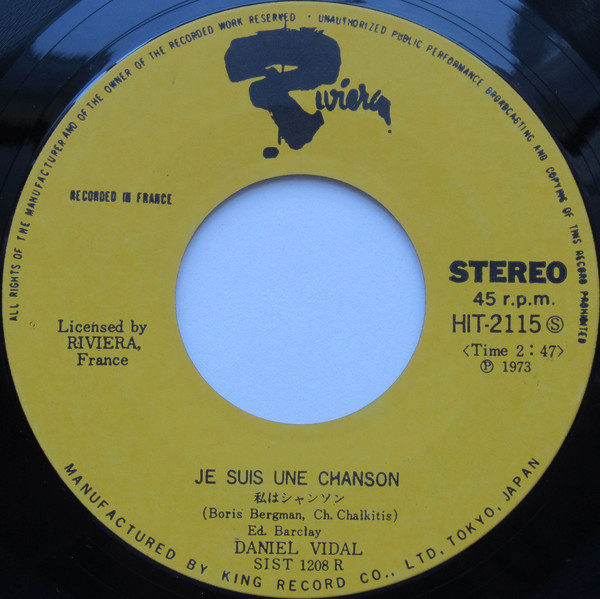 ALL RIGHTS OF THE MANUFACTURER AND OF THE OWNER OF THE RECORDED WORK RESERVED · UNAUTHORIZED PUBLIC PERFORMANCE BROADCASTING AND COPYING OF THIS RECORD PROHIBITED
Riviera
RECORDED IN FRANCE
STEREO
45 r.p.m.
HIT-2115 Ⓢ
〈Time 2:47〉
Ⓟ 1973
Licensed by
RIVIERA,
France
JE SUIS UNE CHANSON
私はシャンソン
(Boris Bergman, Ch. Chalkitis)
Ed. Barclay
DANIEL VIDAL
SIST 1208 R
MANUFACTURED BY KING RECORD CO., LTD, TOKYO, JAPAN